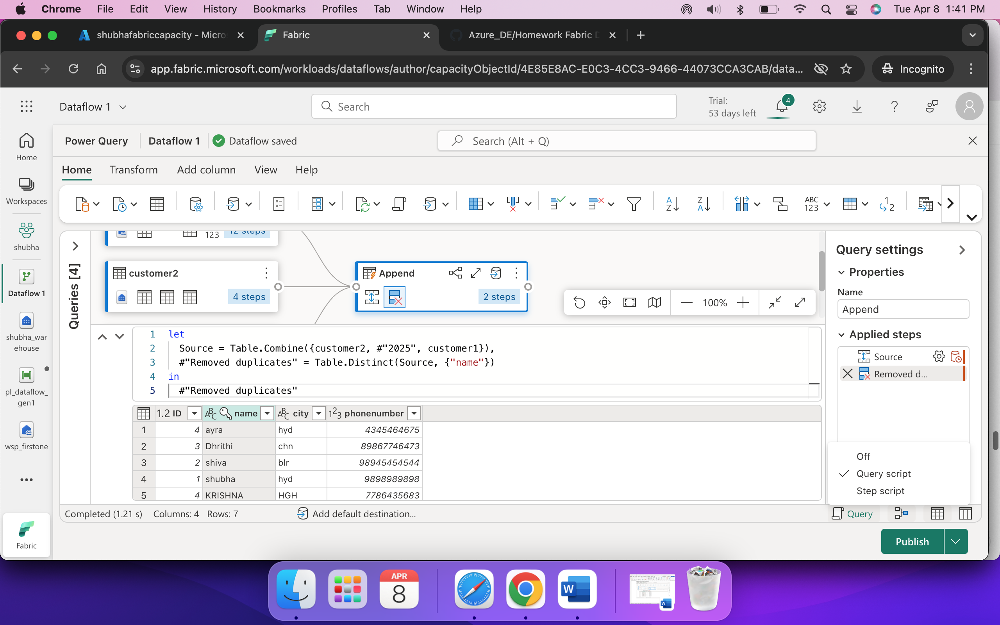 Chrome File Edit View History Bookmarks Profiles Tab Window Help Tue Apr 8 1:41 PM
shubhafabriccapacity - Micro Fabric Azure_DE/Homework Fabric
app.fabric.microsoft.com/workloads/dataflows/author/capacityObjectId/4E85E8AC-E0C3-4CC3-9466-44073CCA3CAB/data... Incognito
Dataflow 1 Search Trial: 4
53 days left
Power Query Dataflow 1 Dataflow saved Search (Alt + Q)
Home
Workspaces
shubha
Dataflow 1
shubha_war
ehouse
pl_dataflow_
gen1
wsp_firstone
Fabric
Home Transform Add column View Help
A Z Z A ABC 123 1 2
Queries [4]
123 12 steps
customer2
4 steps
Append
2 steps
100%
1 let
2 Source = Table.Combine({customer2, #"2025", customer1}),
3 #"Removed duplicates" = Table.Distinct(Source, {"name"})
4 in
5 #"Removed duplicates"
1.2 ID ABC name ABC city 123 phonenumber
1 4 ayra hyd 4345464675
2 3 Dhrithi chn 89867746473
3 2 shiva blr 98945454544
4 1 shubha hyd 9898989898
5 4 KRISHNA HGH 7786435683
Query settings
Properties
Name
Append
Applied steps
Source
Removed d...
Off
Query script
Step script
Completed (1.21 s) Columns: 4 Rows: 7 Add default destination... Query
Publish
APR
8
W
W